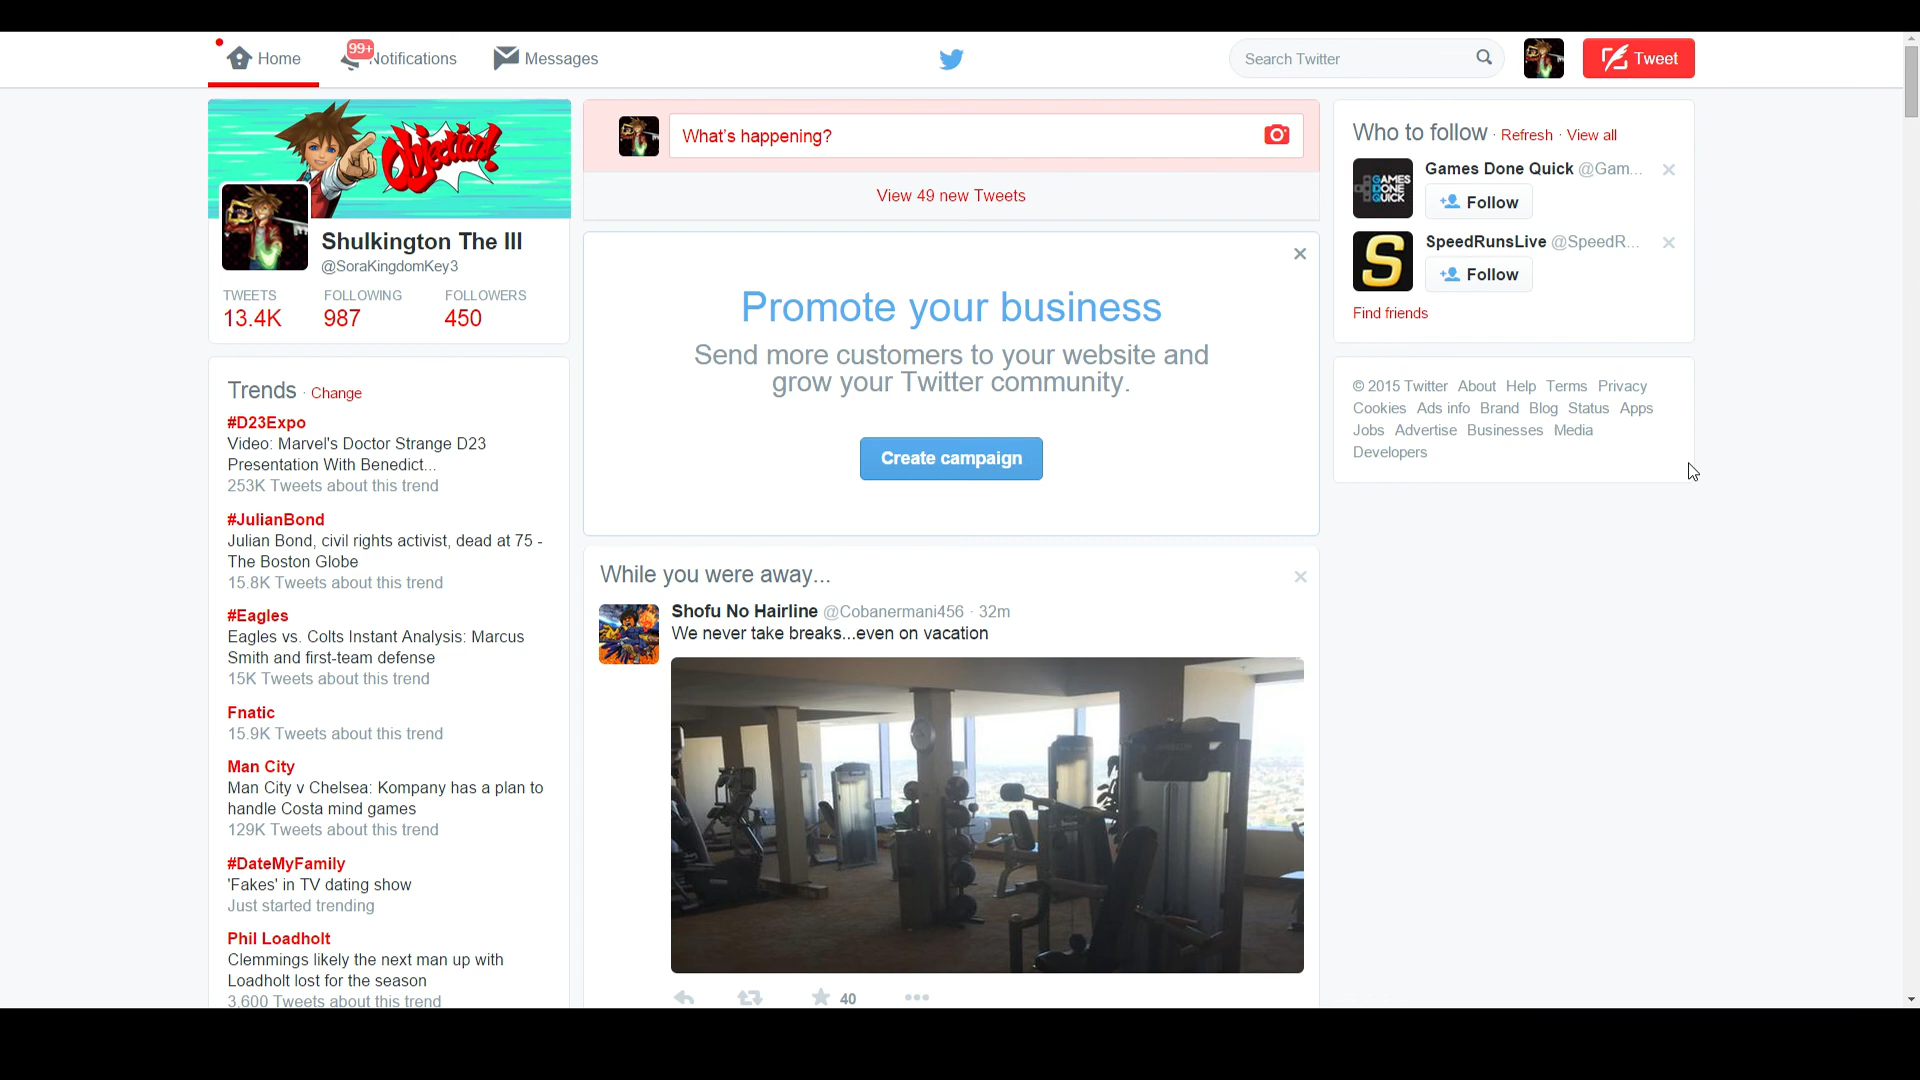 Home
99+
Notifications
Messages
Search Twitter
Tweet
Objection!
Shulkington The III
@SoraKingdomKey3
TWEETS FOLLOWING FOLLOWERS
13.4K 987 450
Trends · Change
#D23Expo
Video: Marvel's Doctor Strange D23
Presentation With Benedict...
253K Tweets about this trend
#JulianBond
Julian Bond, civil rights activist, dead at 75 -
The Boston Globe
15.8K Tweets about this trend
#Eagles
Eagles vs. Colts Instant Analysis: Marcus
Smith and first-team defense
15K Tweets about this trend
Fnatic
15.9K Tweets about this trend
Man City
Man City v Chelsea: Kompany has a plan to
handle Costa mind games
129K Tweets about this trend
#DateMyFamily
'Fakes' in TV dating show
Just started trending
Phil Loadholt
Clemmings likely the next man up with
Loadholt lost for the season
3,600 Tweets about this trend
What's happening?
View 49 new Tweets
Promote your business
Send more customers to your website and
grow your Twitter community.
Create campaign
While you were away...
Shofu No Hairline @Cobanermani456 · 32m
We never take breaks...even on vacation
40
Who to follow · Refresh · View all
GAMES
DONE
QUICK
Games Done Quick @Gam...
Follow
S
SpeedRunsLive @SpeedR...
Follow
Find friends
© 2015 Twitter About Help Terms Privacy
Cookies Ads info Brand Blog Status Apps
Jobs Advertise Businesses Media
Developers